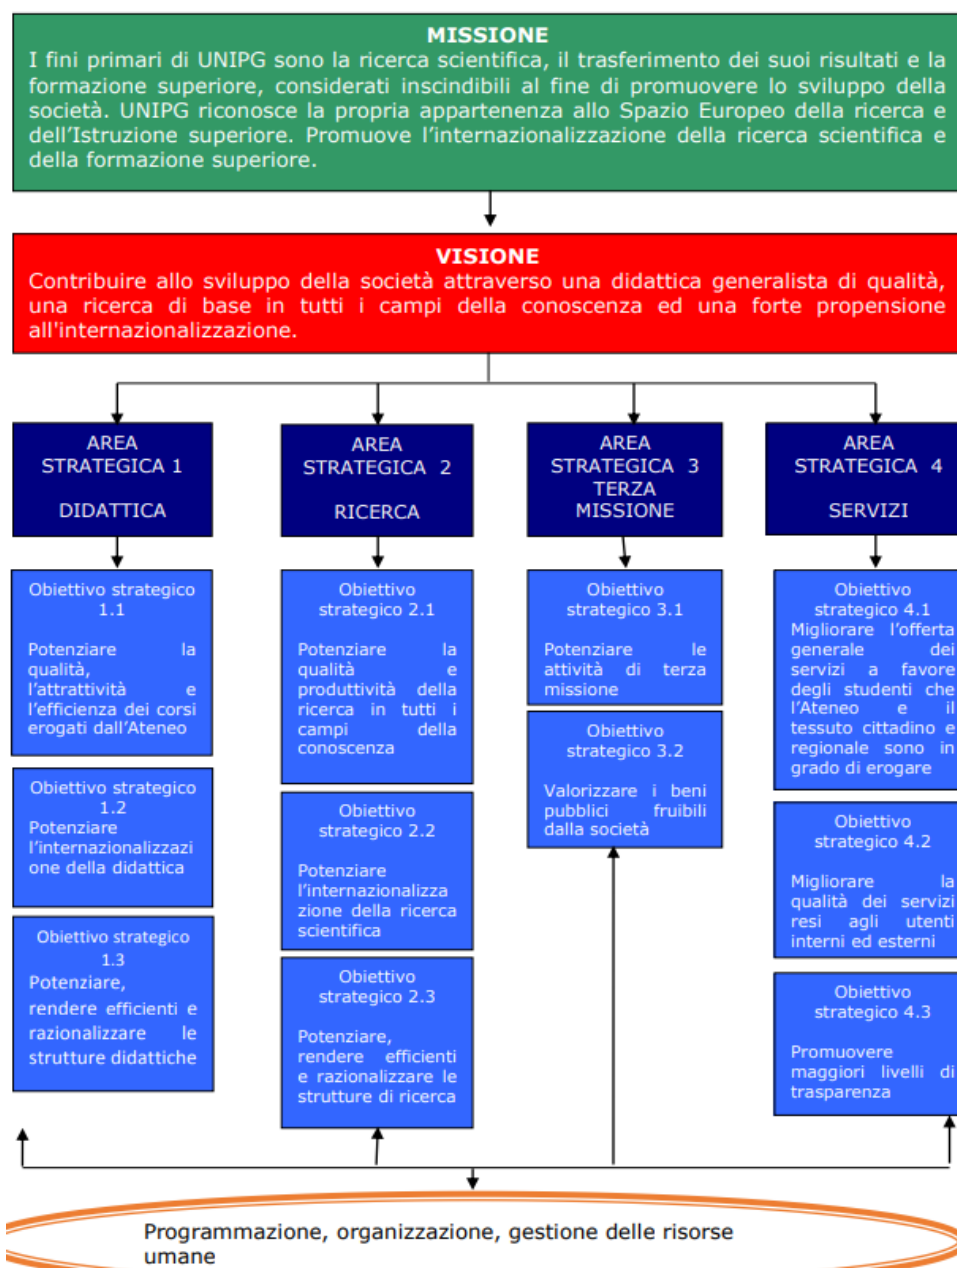 MISSIONE
I fini primari di UNIPG sono la ricerca scientifica, il trasferimento dei suoi risultati e la
formazione superiore, considerati inscindibili al fine di promuovere lo sviluppo della
società. UNIPG riconosce la propria appartenenza allo Spazio Europeo della ricerca e
dell'Istruzione superiore. Promuove l'internazionalizzazione della ricerca scientifica e
della formazione superiore.
VISIONE
Contribuire allo sviluppo della società attraverso una didattica generalista di qualità,
una ricerca di base in tutti i campi della conoscenza ed una forte propensione
all'internazionalizzazione.
AREA
STRATEGICA 1
DIDATTICA
Obiettivo strategico
1.1
Potenziare la
qualità,
l'attrattività e
l'efficienza dei corsi
erogati dall'Ateneo
Obiettivo strategico
1.2
Potenziare
l'internazionalizzazi
one della didattica
Obiettivo strategico
1.3
Potenziare,
rendere efficienti e
razionalizzare le
strutture didattiche
AREA
STRATEGICA 2
RICERCA
Obiettivo
strategico 2.1
Potenziare la
qualità e
produttività della
ricerca in tutti i
campi della
conoscenza
Obiettivo
strategico 2.2
Potenziare
l'internazionalizza
zione della ricerca
scientifica
Obiettivo
strategico 2.3
Potenziare,
rendere efficienti
e razionalizzare le
strutture di ricerca
AREA
STRATEGICA 3
TERZA
MISSIONE
Obiettivo
strategico 3.1
Potenziare le
attività di terza
missione
Obiettivo
strategico 3.2
Valorizzare i beni
pubblici fruibili
dalla società
AREA
STRATEGICA 4
SERVIZI
Obiettivo
strategico 4.1
Migliorare l'offerta
generale dei
servizi a favore
degli studenti che
l'Ateneo e il
tessuto cittadino e
regionale sono in
grado di erogare
Obiettivo
strategico 4.2
Migliorare la
qualità dei servizi
resi agli utenti
interni ed esterni
Obiettivo
strategico 4.3
Promuovere
maggiori livelli di
trasparenza
Programmazione, organizzazione, gestione delle risorse
umane